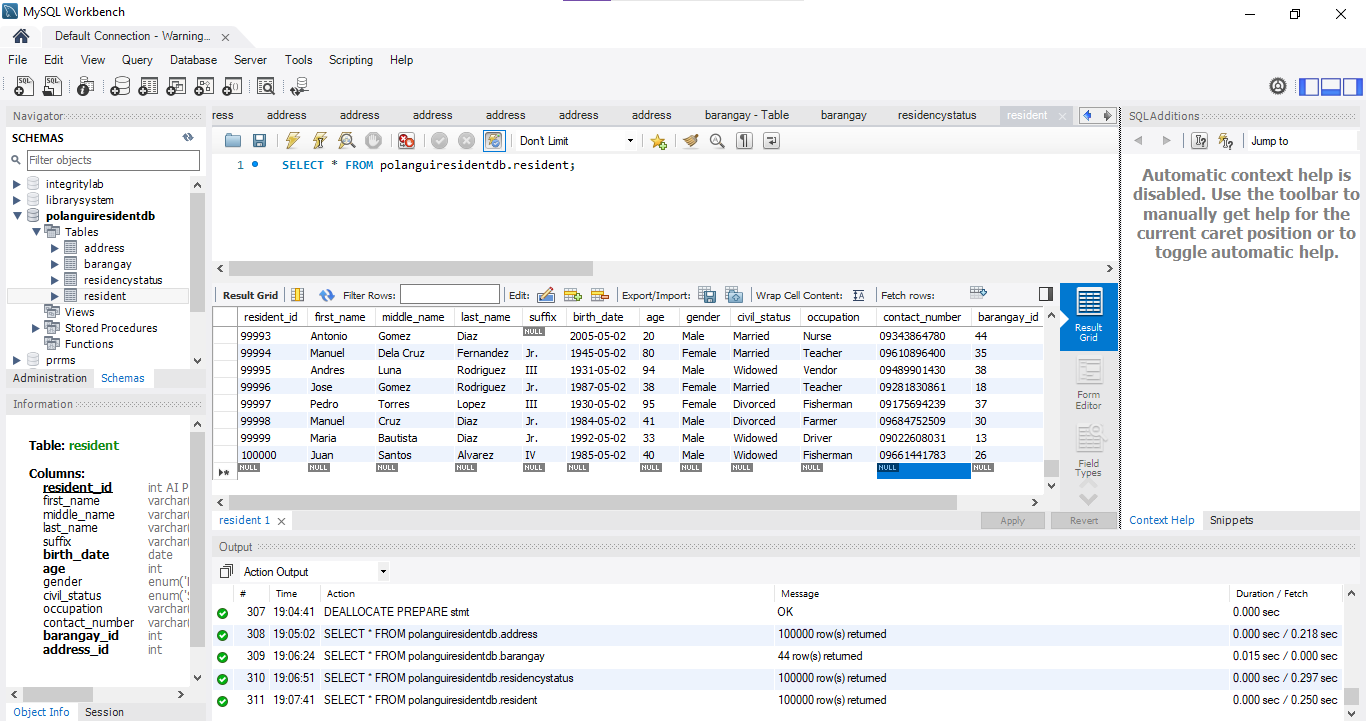 MySQL Workbench
Default Connection - Warning...
File Edit View Query Database Server Tools Scripting Help
Navigator
SCHEMAS
Filter objects
integritylab
librarysystem
polanguiresidentdb
Tables
address
barangay
residencystatus
resident
Views
Stored Procedures
Functions
prrms
Administration Schemas
Information
Table: resident
Columns:
resident_id int AI P
first_name varchar
middle_name varchar
last_name varchar
suffix varchar
birth_date date
age int
gender enum('
civil_status enum('
occupation varchar
contact_number varchar
barangay_id int
address_id int
Object Info Session
ress address address address address address address barangay - Table barangay residencystatus resident
Don't Limit
1 SELECT * FROM polanguiresidentdb.resident;
Result Grid Filter Rows: Edit: Export/Import: Wrap Cell Content: Fetch rows:
resident_id first_name middle_name last_name suffix birth_date age gender civil_status occupation contact_number barangay_id
99993 Antonio Gomez Diaz NULL 2005-05-02 20 Male Married Nurse 09343864780 44
99994 Manuel Dela Cruz Fernandez Jr. 1945-05-02 80 Female Married Teacher 09610896400 35
99995 Andres Luna Rodriguez III 1931-05-02 94 Male Widowed Vendor 09489901430 38
99996 Jose Gomez Rodriguez Jr. 1987-05-02 38 Female Married Teacher 09281830861 18
99997 Pedro Torres Lopez III 1930-05-02 95 Female Divorced Fisherman 09175694239 37
99998 Manuel Cruz Diaz Jr. 1984-05-02 41 Male Divorced Farmer 09684752509 30
99999 Maria Bautista Diaz Jr. 1992-05-02 33 Male Widowed Driver 09022608031 13
100000 Juan Santos Alvarez IV 1985-05-02 40 Male Widowed Fisherman 09661441783 26
NULL NULL NULL NULL NULL NULL NULL NULL NULL NULL NULL NULL
Result Grid
Form Editor
Field Types
resident 1 Apply Revert
SQLAdditions
Jump to
Automatic context help is
disabled. Use the toolbar to
manually get help for the
current caret position or to
toggle automatic help.
Context Help Snippets
Output
Action Output
# Time Action Message Duration / Fetch
307 19:04:41 DEALLOCATE PREPARE stmt OK 0.000 sec
308 19:05:02 SELECT * FROM polanguiresidentdb.address 100000 row(s) returned 0.000 sec / 0.218 sec
309 19:06:24 SELECT * FROM polanguiresidentdb.barangay 44 row(s) returned 0.015 sec / 0.000 sec
310 19:06:51 SELECT * FROM polanguiresidentdb.residencystatus 100000 row(s) returned 0.000 sec / 0.297 sec
311 19:07:41 SELECT * FROM polanguiresidentdb.resident 100000 row(s) returned 0.000 sec / 0.250 sec